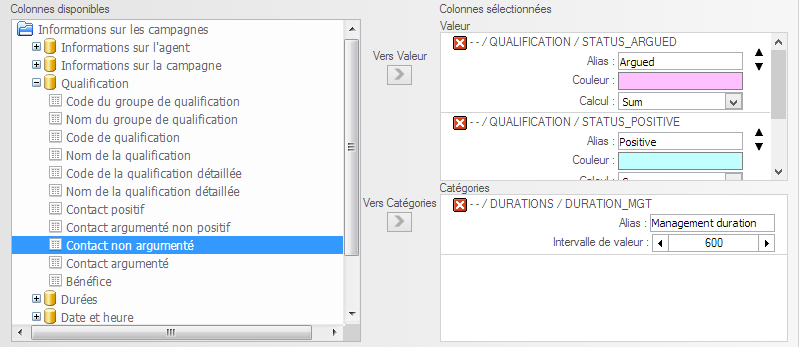 Colonnes disponibles
Informations sur les campagnes
Informations sur l'agent
Informations sur la campagne
Qualification
Code du groupe de qualification
Nom du groupe de qualification
Code de qualification
Nom de la qualification
Code de la qualification détaillée
Nom de la qualification détaillée
Contact positif
Contact argumenté non positif
Contact non argumenté
Contact argumenté
Bénéfice
Durées
Date et heure
Vers Valeur
Vers Catégories
Colonnes sélectionnées
Valeur
- - / QUALIFICATION / STATUS_ARGUED
Alias : Argued
Couleur :
Calcul : Sum
- - / QUALIFICATION / STATUS_POSITIVE
Alias : Positive
Couleur :
Catégories
- - / DURATIONS / DURATION_MGT
Alias : Management duration
Intervalle de valeur : 600